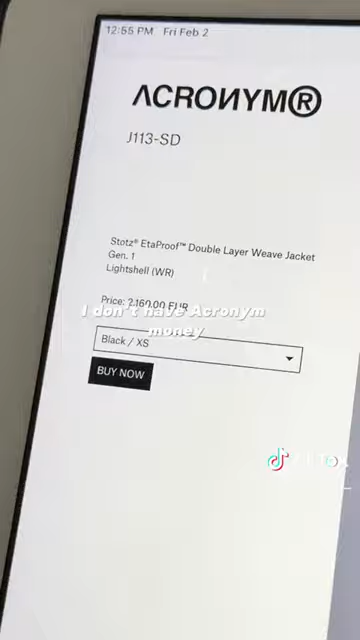 12:55 PM Fri Feb 2
ACRONYM®
J113-SD
Stotz® EtaProof™ Double Layer Weave Jacket
Gen. 1
Lightshell (WR)
Price: 2.160,00 EUR
I don't have Acronym
money
Black / XS
BUY NOW